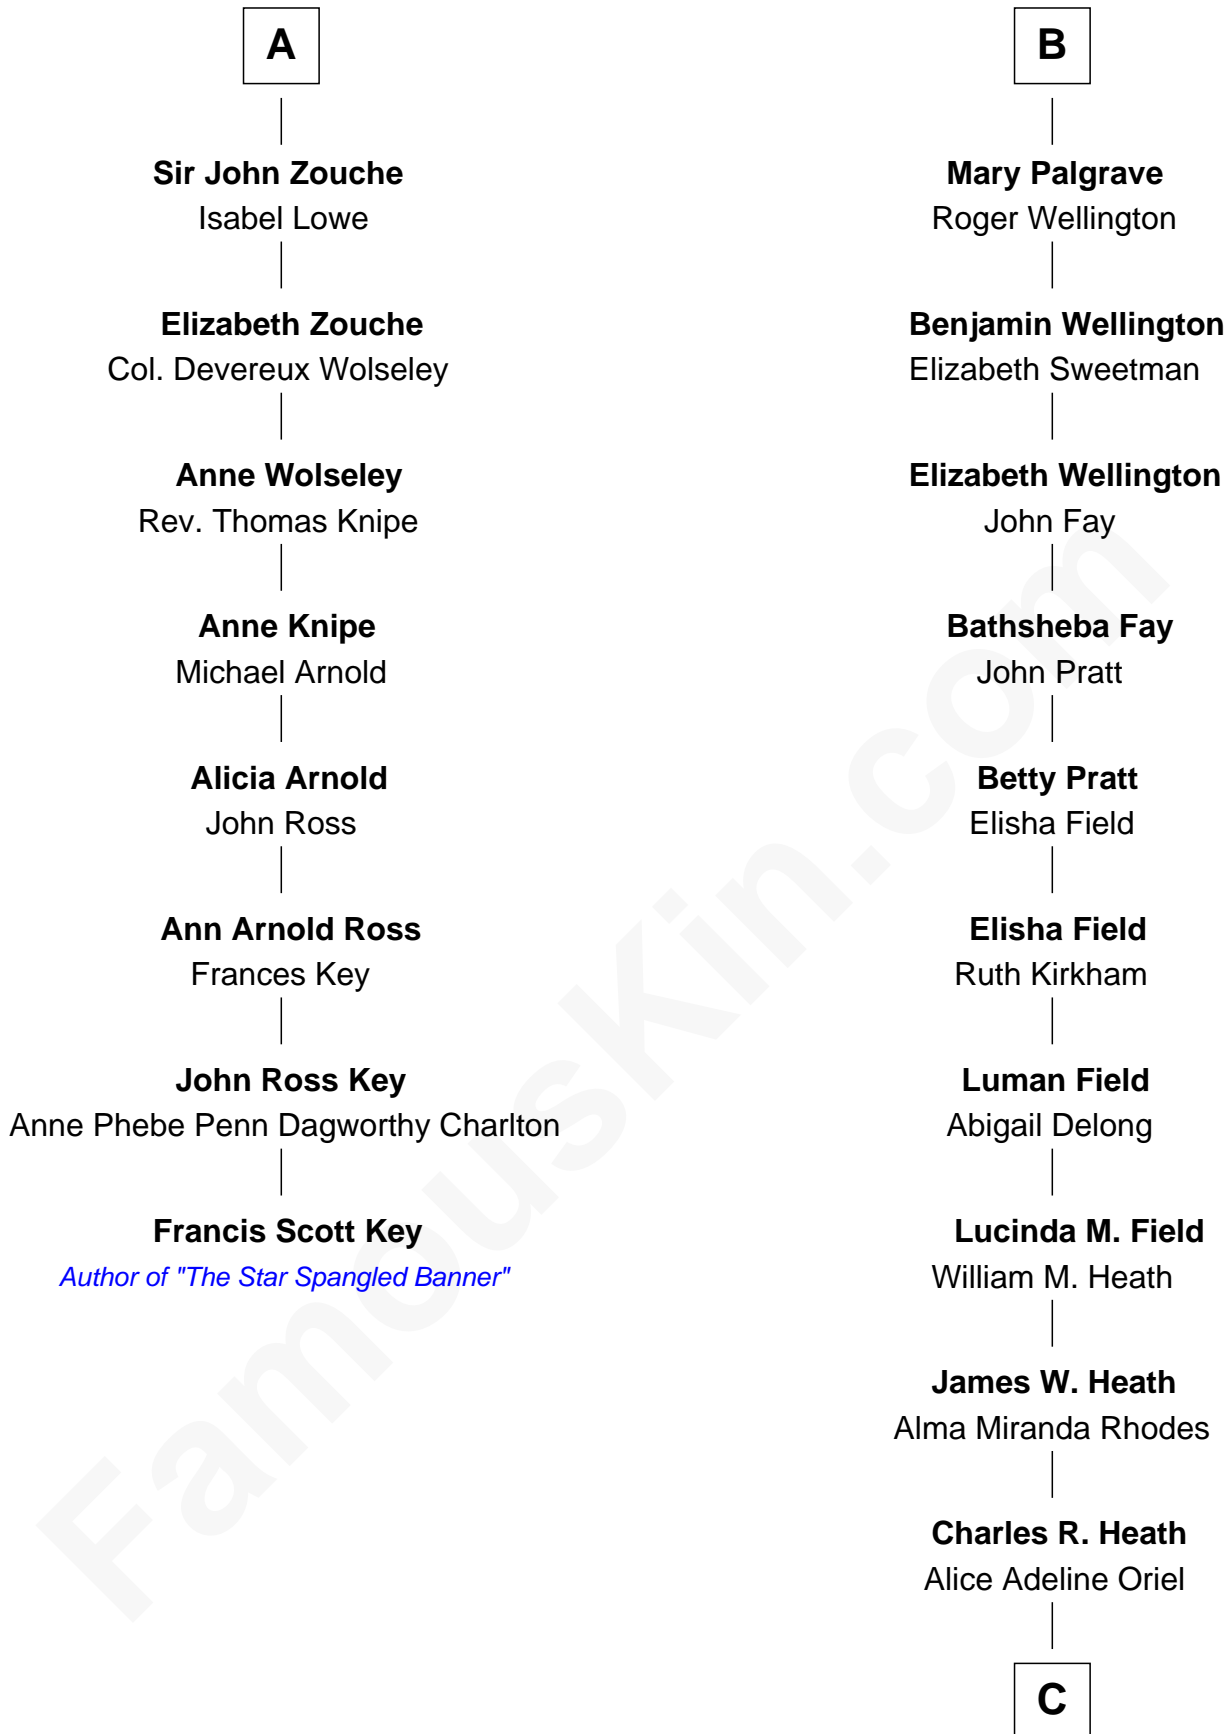 A
Sir John Zouche
Isabel Lowe
Elizabeth Zouche
Col. Devereux Wolseley
Anne Wolseley
Rev. Thomas Knipe
Anne Knipe
Michael Arnold
Alicia Arnold
John Ross
Ann Arnold Ross
Frances Key
John Ross Key
Anne Phebe Penn Dagworthy Charlton
Francis Scott Key
Author of "The Star Spangled Banner"
B
Mary Palgrave
Roger Wellington
Benjamin Wellington
Elizabeth Sweetman
Elizabeth Wellington
John Fay
Bathsheba Fay
John Pratt
Betty Pratt
Elisha Field
Elisha Field
Ruth Kirkham
Luman Field
Abigail Delong
Lucinda M. Field
William M. Heath
James W. Heath
Alma Miranda Rhodes
Charles R. Heath
Alice Adeline Oriel
C
FamousKin.com